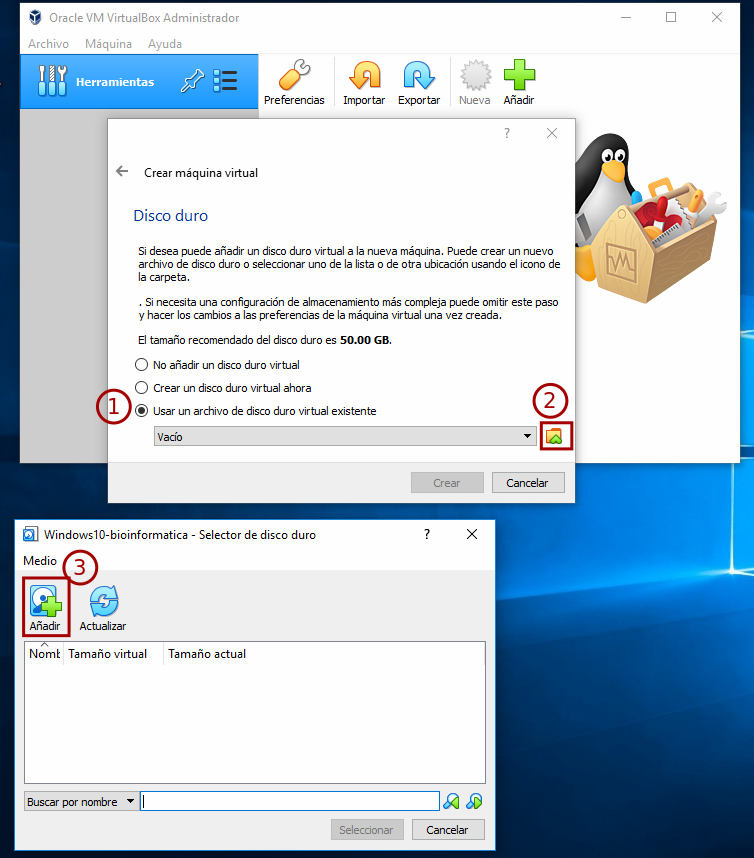 Oracle VM VirtualBox Administrador
Archivo Máquina Ayuda
Herramientas
Preferencias Importar Exportar Nueva Añadir
?
Crear máquina virtual
Disco duro
Si desea puede añadir un disco duro virtual a la nueva máquina. Puede crear un nuevo
archivo de disco duro o seleccionar uno de la lista o de otra ubicación usando el icono de
la carpeta.
. Si necesita una configuración de almacenamiento más compleja puede omitir este paso
y hacer los cambios a las preferencias de la máquina virtual una vez creada.
El tamaño recomendado del disco duro es 50.00 GB.
No añadir un disco duro virtual
Crear un disco duro virtual ahora
1 Usar un archivo de disco duro virtual existente 2
Vacío
Crear Cancelar
Windows10-bioinformatica - Selector de disco duro ?
Medio 3
Añadir Actualizar
Nomb Tamaño virtual Tamaño actual
Buscar por nombre
Seleccionar Cancelar